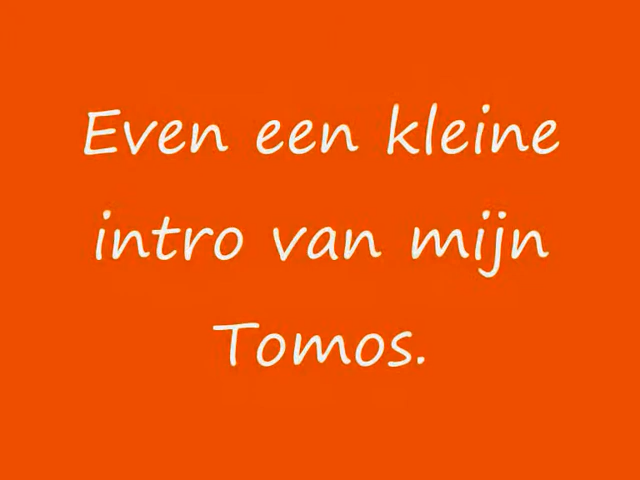 Even een kleine
intro van mijn
Tomos.